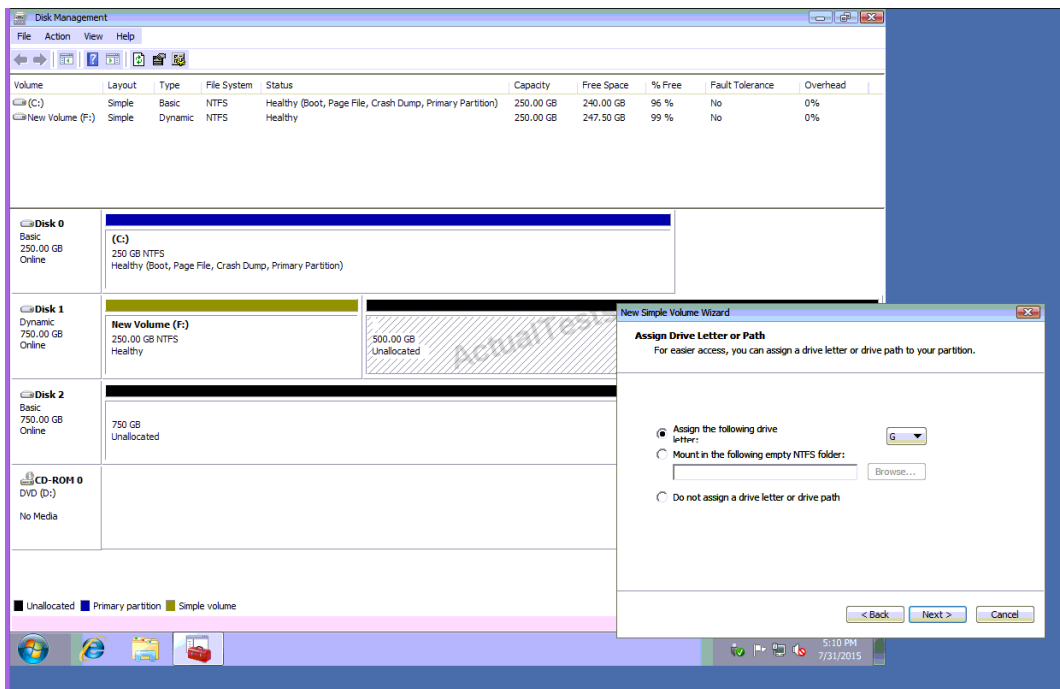 Disk Management
File Action View Help
Volume Layout Type File System Status Capacity Free Space % Free Fault Tolerance Overhead
(C:) Simple Basic NTFS Healthy (Boot, Page File, Crash Dump, Primary Partition) 250.00 GB 240.00 GB 96 % No 0%
New Volume (F:) Simple Dynamic NTFS Healthy 250.00 GB 247.50 GB 99 % No 0%
Disk 0
Basic
250.00 GB
Online
(C:)
250 GB NTFS
Healthy (Boot, Page File, Crash Dump, Primary Partition)
Disk 1
Dynamic
750.00 GB
Online
New Volume (F:)
250.00 GB NTFS
Healthy
500.00 GB
Unallocated
Disk 2
Basic
750.00 GB
Online
750 GB
Unallocated
CD-ROM 0
DVD (D:)
No Media
Unallocated Primary partition Simple volume
New Simple Volume Wizard
Assign Drive Letter or Path
For easier access, you can assign a drive letter or drive path to your partition.
Assign the following drive
letter:
G
Mount in the following empty NTFS folder:
Browse...
Do not assign a drive letter or drive path
< Back Next > Cancel
5:10 PM
7/31/2015